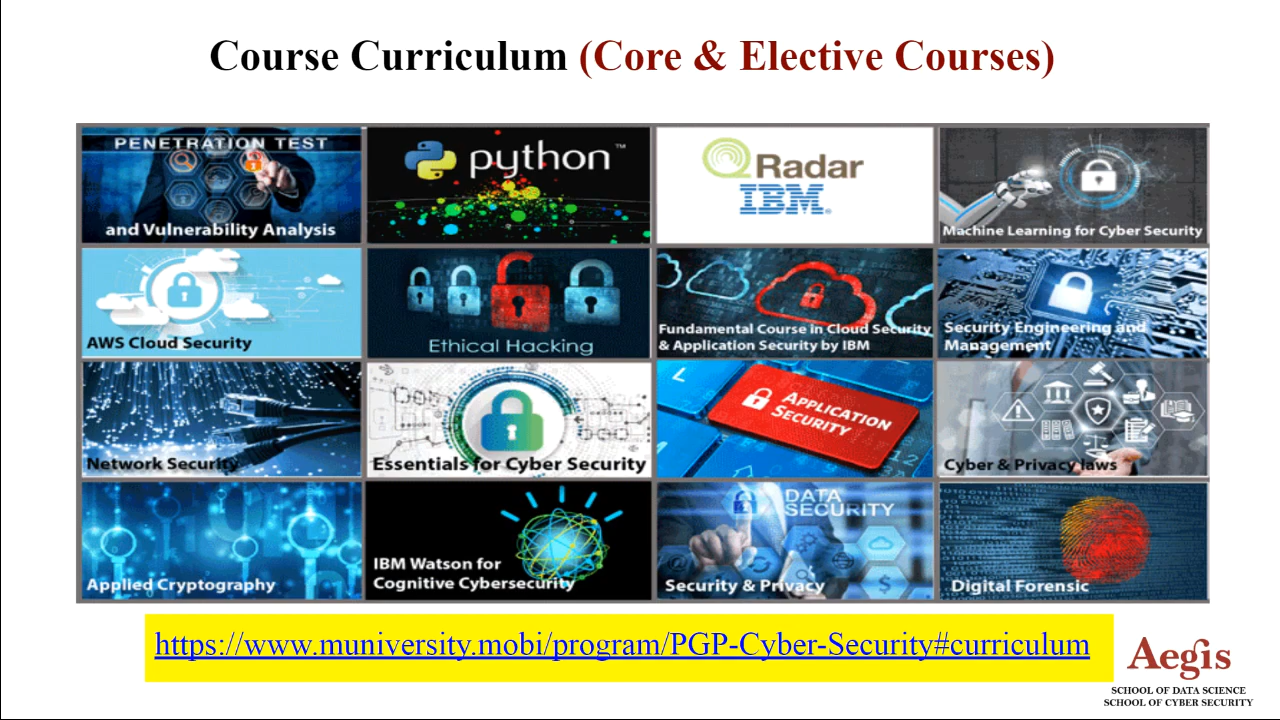 Course Curriculum (Core & Elective Courses)
PENETRATION TEST
and Vulnerability Analysis
python™
QRadar
IBM®
Machine Learning for Cyber Security
AWS Cloud Security
Ethical Hacking
Fundamental Course in Cloud Security
& Application Security by IBM
Security Engineering and
Management
Network Security
Essentials for Cyber Security
APPLICATION
SECURITY
Cyber & Privacy laws
Applied Cryptography
IBM Watson for
Cognitive Cybersecurity
DATA
SECURITY
Security & Privacy
Digital Forensic
https://www.muniversity.mobi/program/PGP-Cyber-Security#curriculum
Aegis
SCHOOL OF DATA SCIENCE
SCHOOL OF CYBER SECURITY